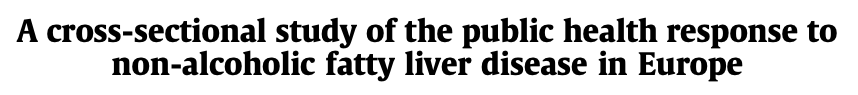 A cross-sectional study of the public health response to
non-alcoholic fatty liver disease in Europe